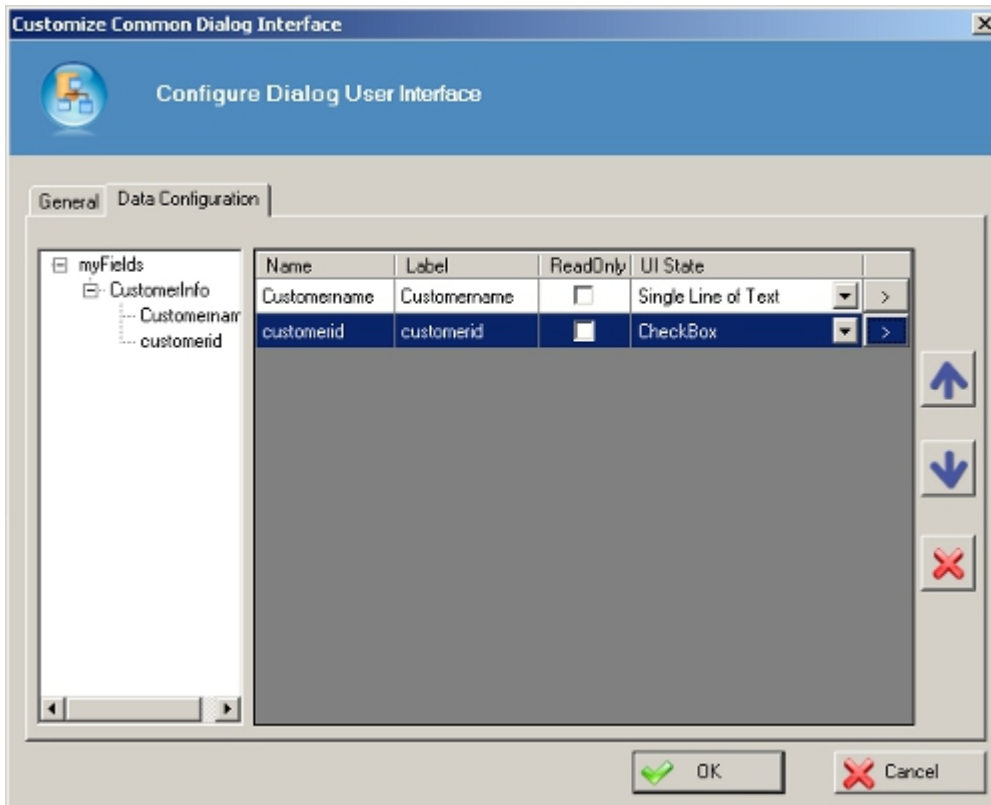 Customize Common Dialog Interface
Configure Dialog User Interface
General Data Configuration
myFields
CustomerInfo
Customernam
customerid
Name Label ReadOnly UI State
Customername Customername Single Line of Text >
customerid customerid CheckBox >
OK Cancel